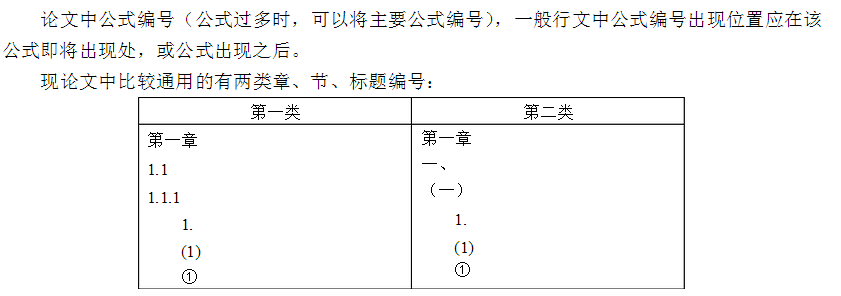 论文中公式编号（公式过多时，可以将主要公式编号），一般行文中公式编号出现位置应在该
公式即将出现处，或公式出现之后。
现论文中比较通用的有两类章、节、标题编号：
第一类
第二类
第一章
1.1
1.1.1
1.
(1)
①
第一章
一、
（一）
1.
(1)
①